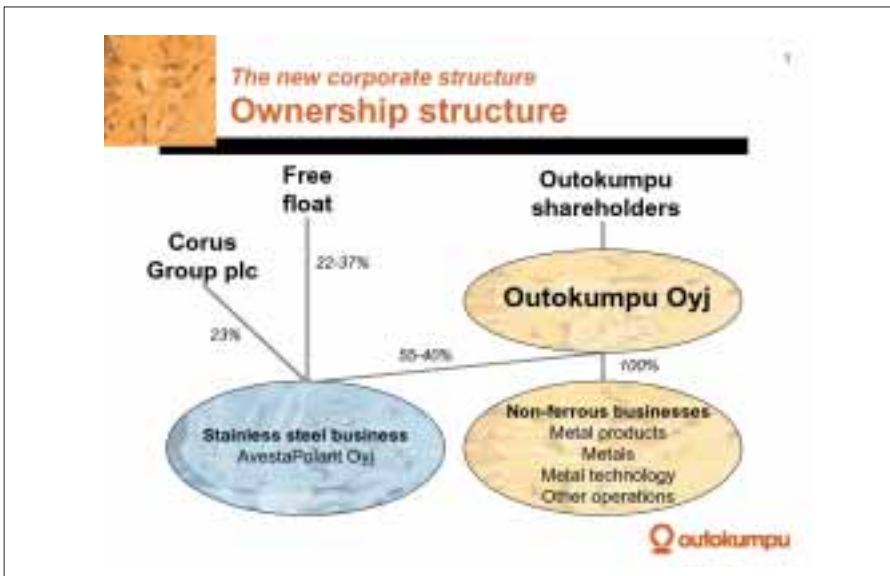 The new corporate structure
Ownership structure
Free
float
Outokumpu
shareholders
Corus
Group plc
22-37%
Outokumpu Oyj
23%
55-40%
100%
Stainless steel business
AvestaPolarit Oyj
Non-ferrous businesses
Metal products
Metals
Metal technology
Other operations
outokumpu